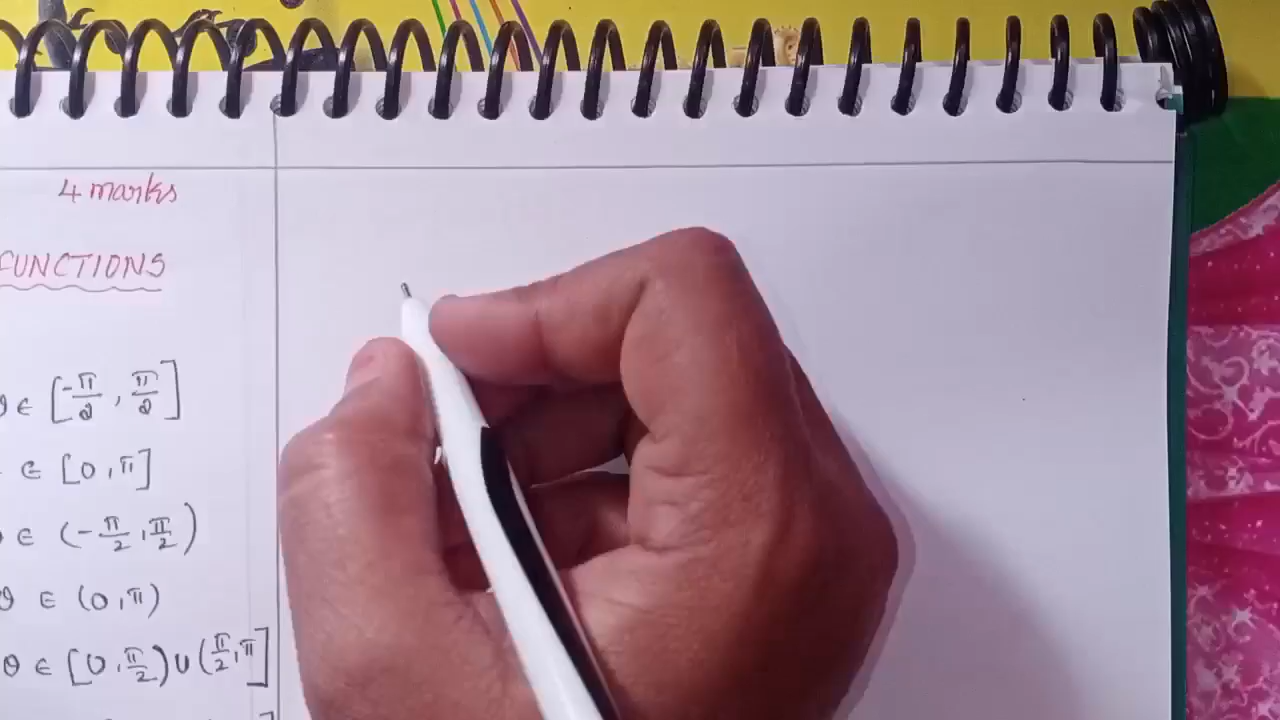 4 marks
FUNCTIONS
θ ∈ [-π/2, π/2]
∈ [0, π]
∈ (-π/2, π/2)
θ ∈ (0, π)
θ ∈ [0, π/2) ∪ (π/2, π]